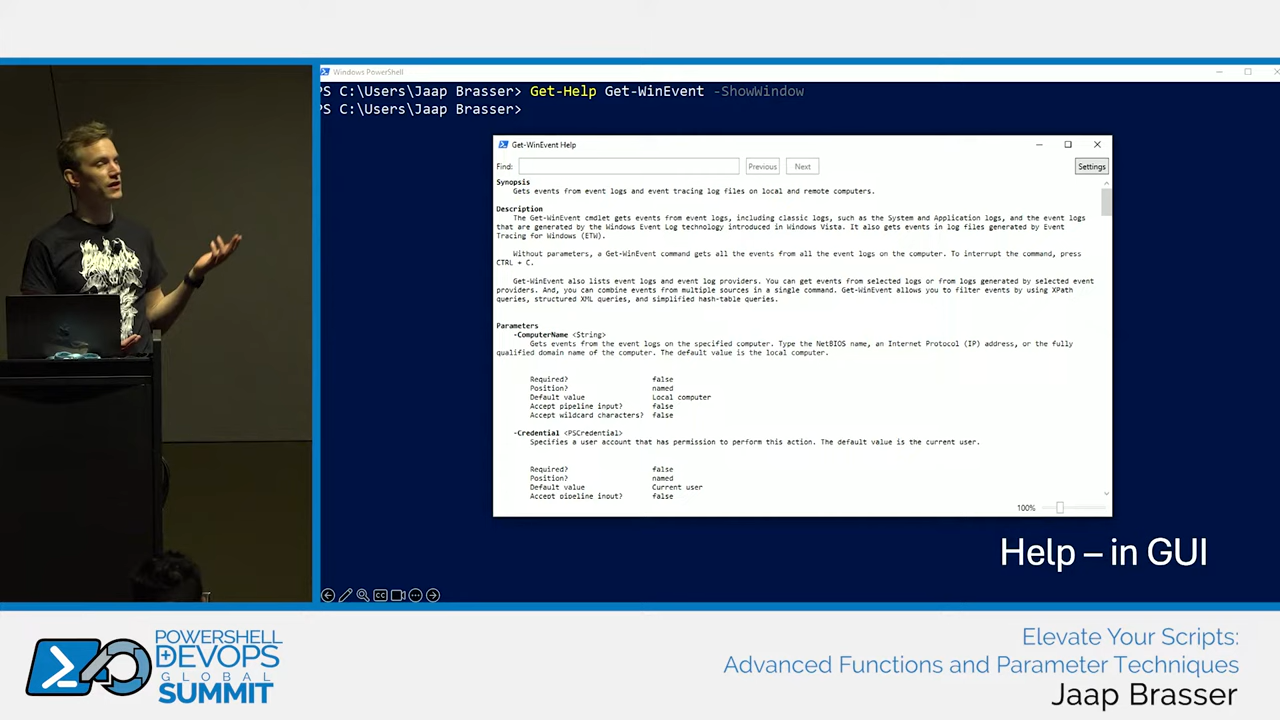 Windows PowerShell
PS C:\Users\Jaap Brasser> Get-Help Get-WinEvent -ShowWindow
PS C:\Users\Jaap Brasser>
Get-WinEvent Help
Find:
Previous
Next
Settings
Synopsis
Gets events from event logs and event tracing log files on local and remote computers.
Description
The Get-WinEvent cmdlet gets events from event logs, including classic logs, such as the System and Application logs, and the event logs
that are generated by the Windows Event Log technology introduced in Windows Vista. It also gets events in log files generated by Event
Tracing for Windows (ETW).
Without parameters, a Get-WinEvent command gets all the events from all the event logs on the computer. To interrupt the command, press
CTRL + C.
Get-WinEvent also lists event logs and event log providers. You can get events from selected logs or from logs generated by selected event
providers. And, you can combine events from multiple sources in a single command. Get-WinEvent allows you to filter events by using XPath
queries, structured XML queries, and simplified hash-table queries.
Parameters
-ComputerName <String>
Gets events from the event logs on the specified computer. Type the NetBIOS name, an Internet Protocol (IP) address, or the fully
qualified domain name of the computer. The default value is the local computer.
Required? false
Position? named
Default value Local computer
Accept pipeline input? false
Accept wildcard characters? false
-Credential <PSCredential>
Specifies a user account that has permission to perform this action. The default value is the current user.
Required? false
Position? named
Default value Current user
Accept pipeline input? false
100%
Help – in GUI
CC
POWERSHELL
+DEVOPS
GLOBAL
SUMMIT
Elevate Your Scripts:
Advanced Functions and Parameter Techniques
Jaap Brasser